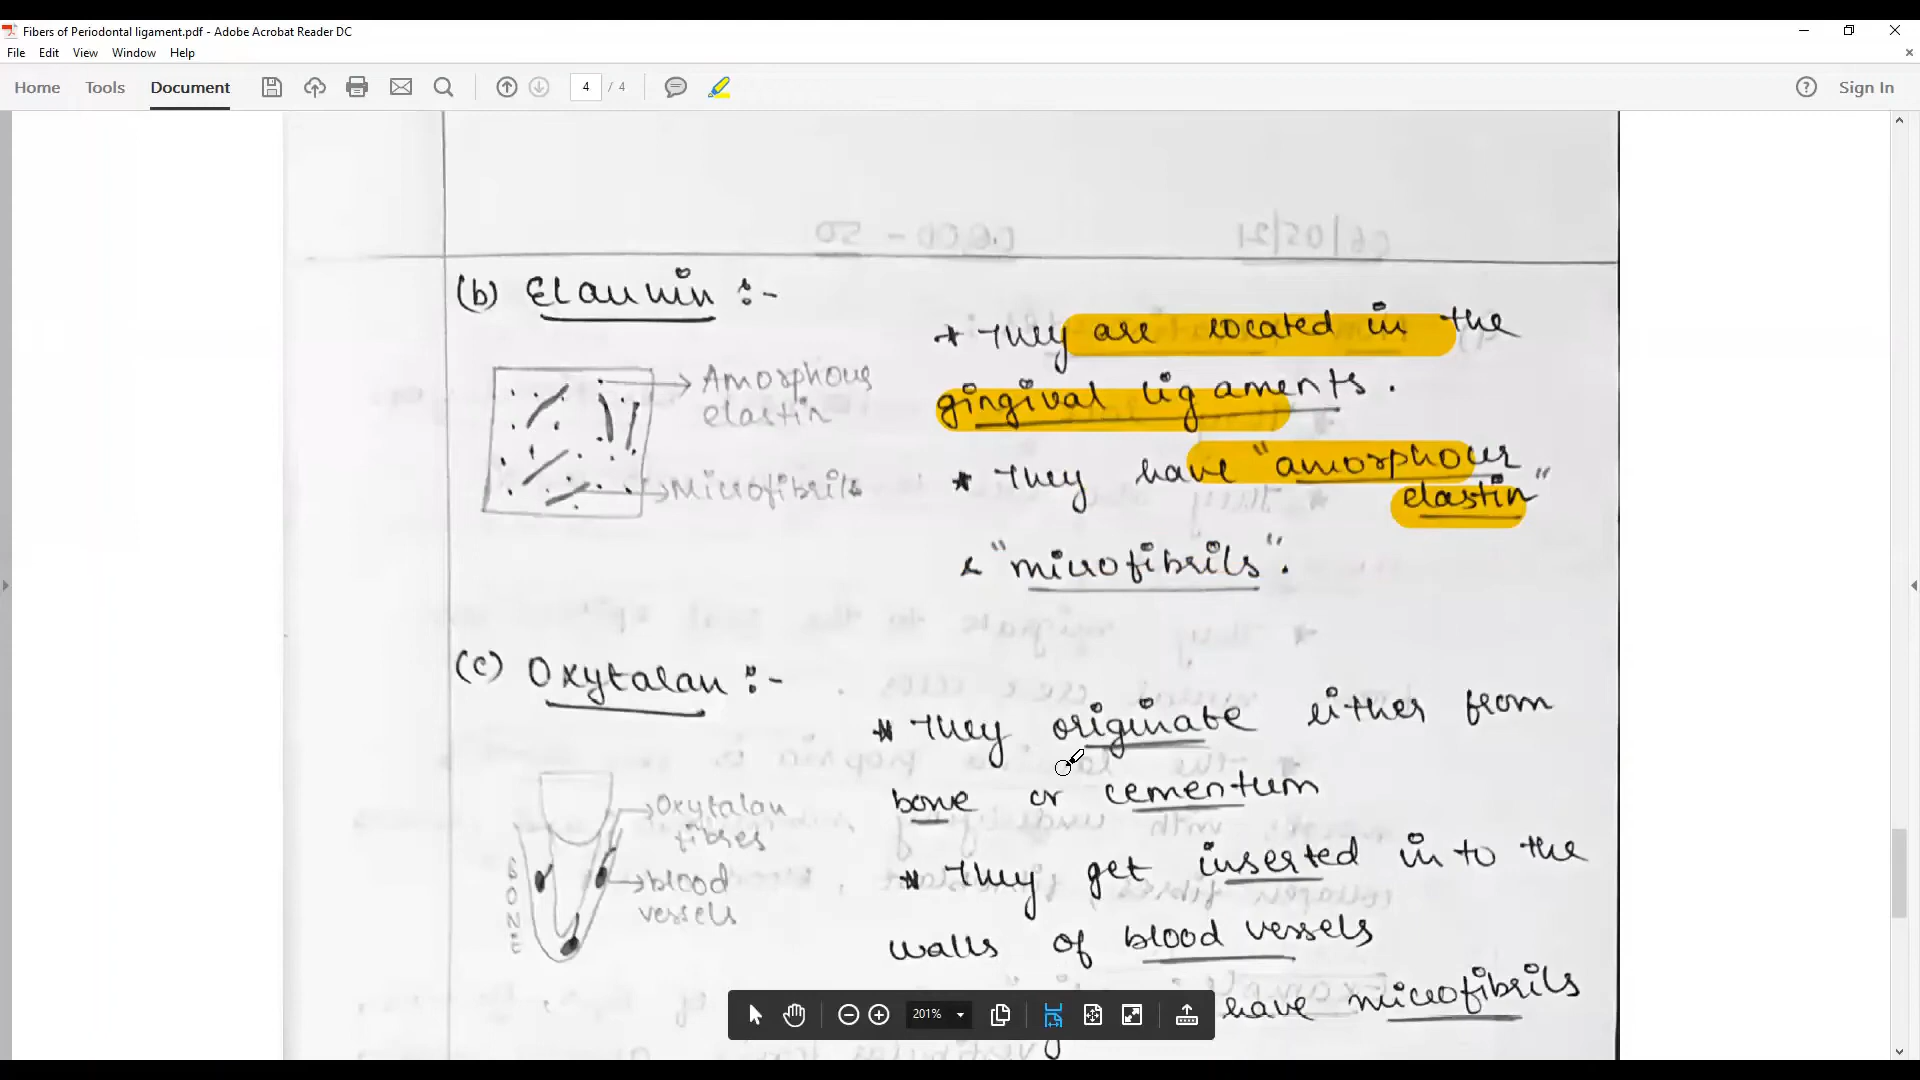 Fibers of Periodontal ligament.pdf - Adobe Acrobat Reader DC
File Edit View Window Help
Home Tools Document 4 / 4 Sign In
06/05/21
(b) Elaunin :-
* They are located in the
gingival ligaments.
Amorphous
elastin
* They have "amorphous
elastin"
Microfibrils
& "microfibrils".
(c) Oxytalan :-
* They originate either from
bone or cementum
Oxytalan
fibres
* They get inserted in to the
blood
vessels
BONE
walls of blood vessels
have microfibrils
201%